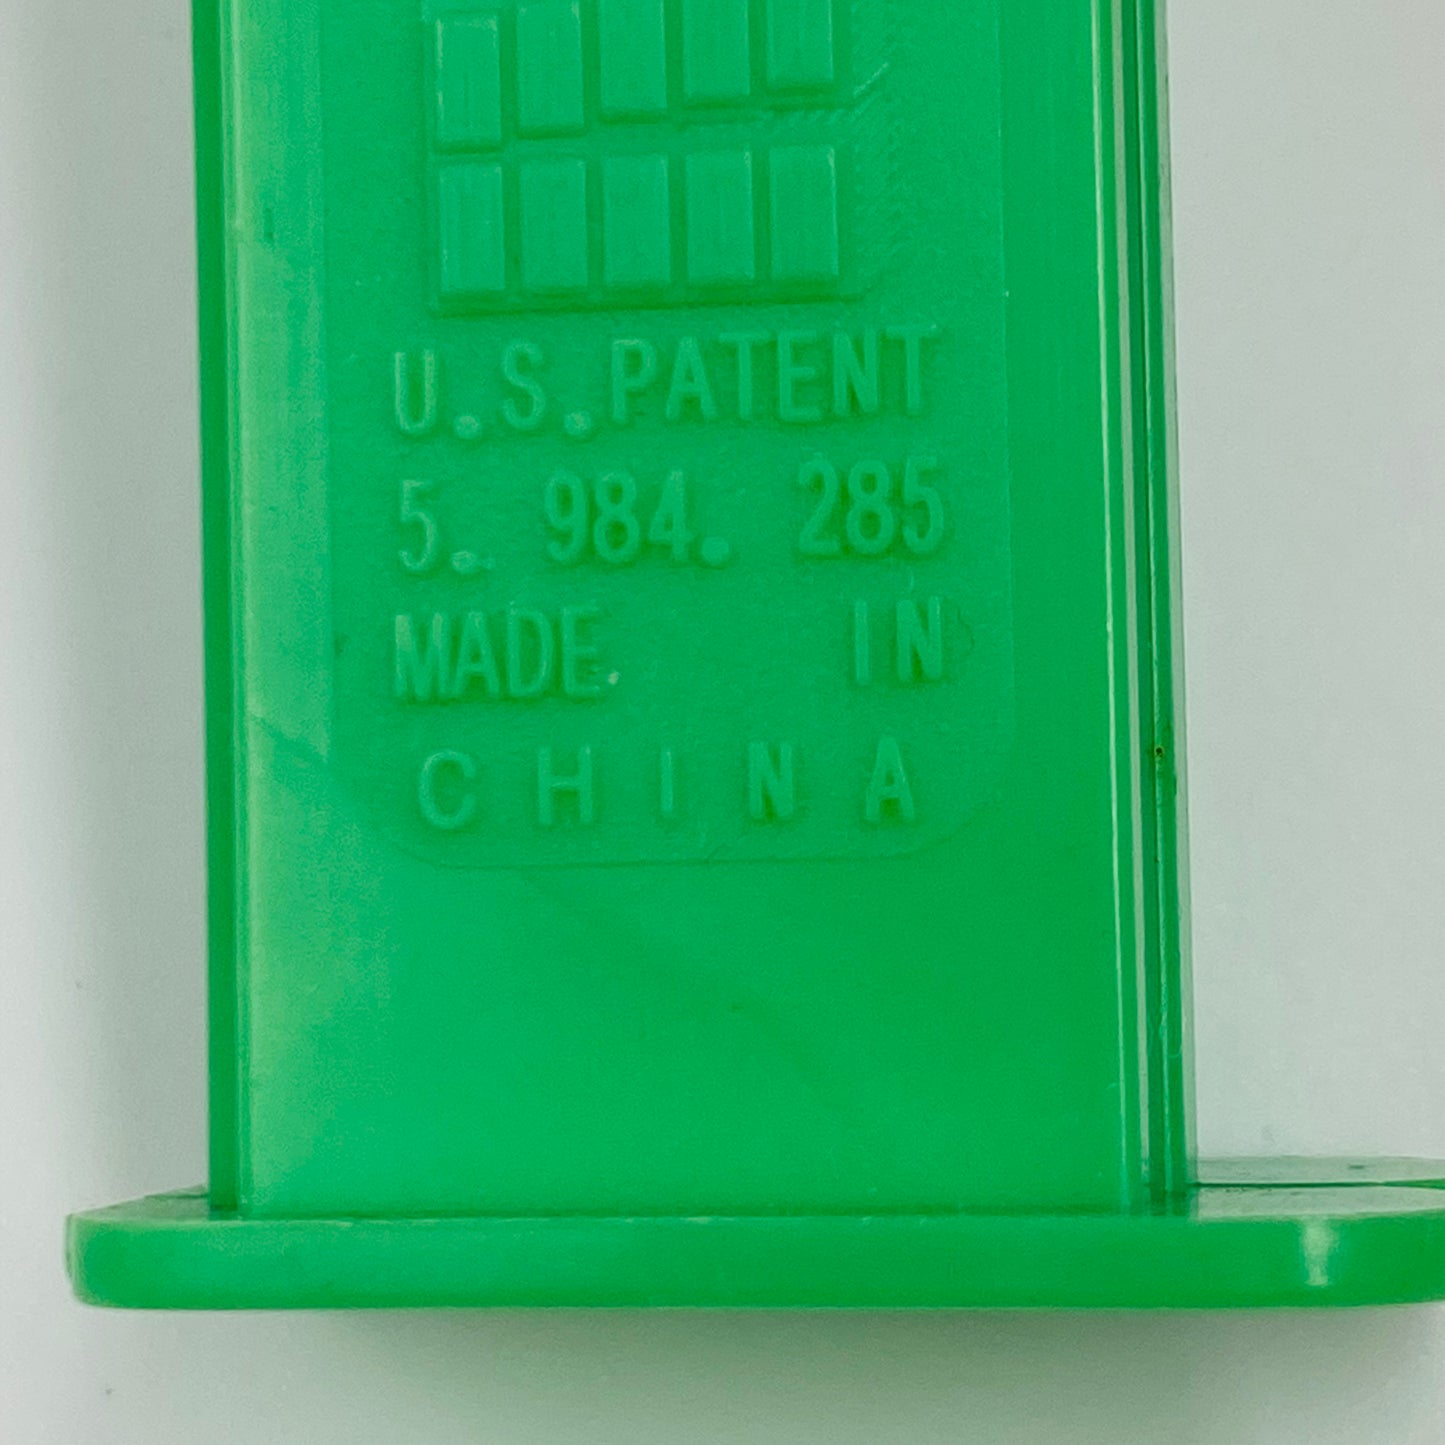 U.S.PATENT
5. 984. 285
MADE IN
CHINA